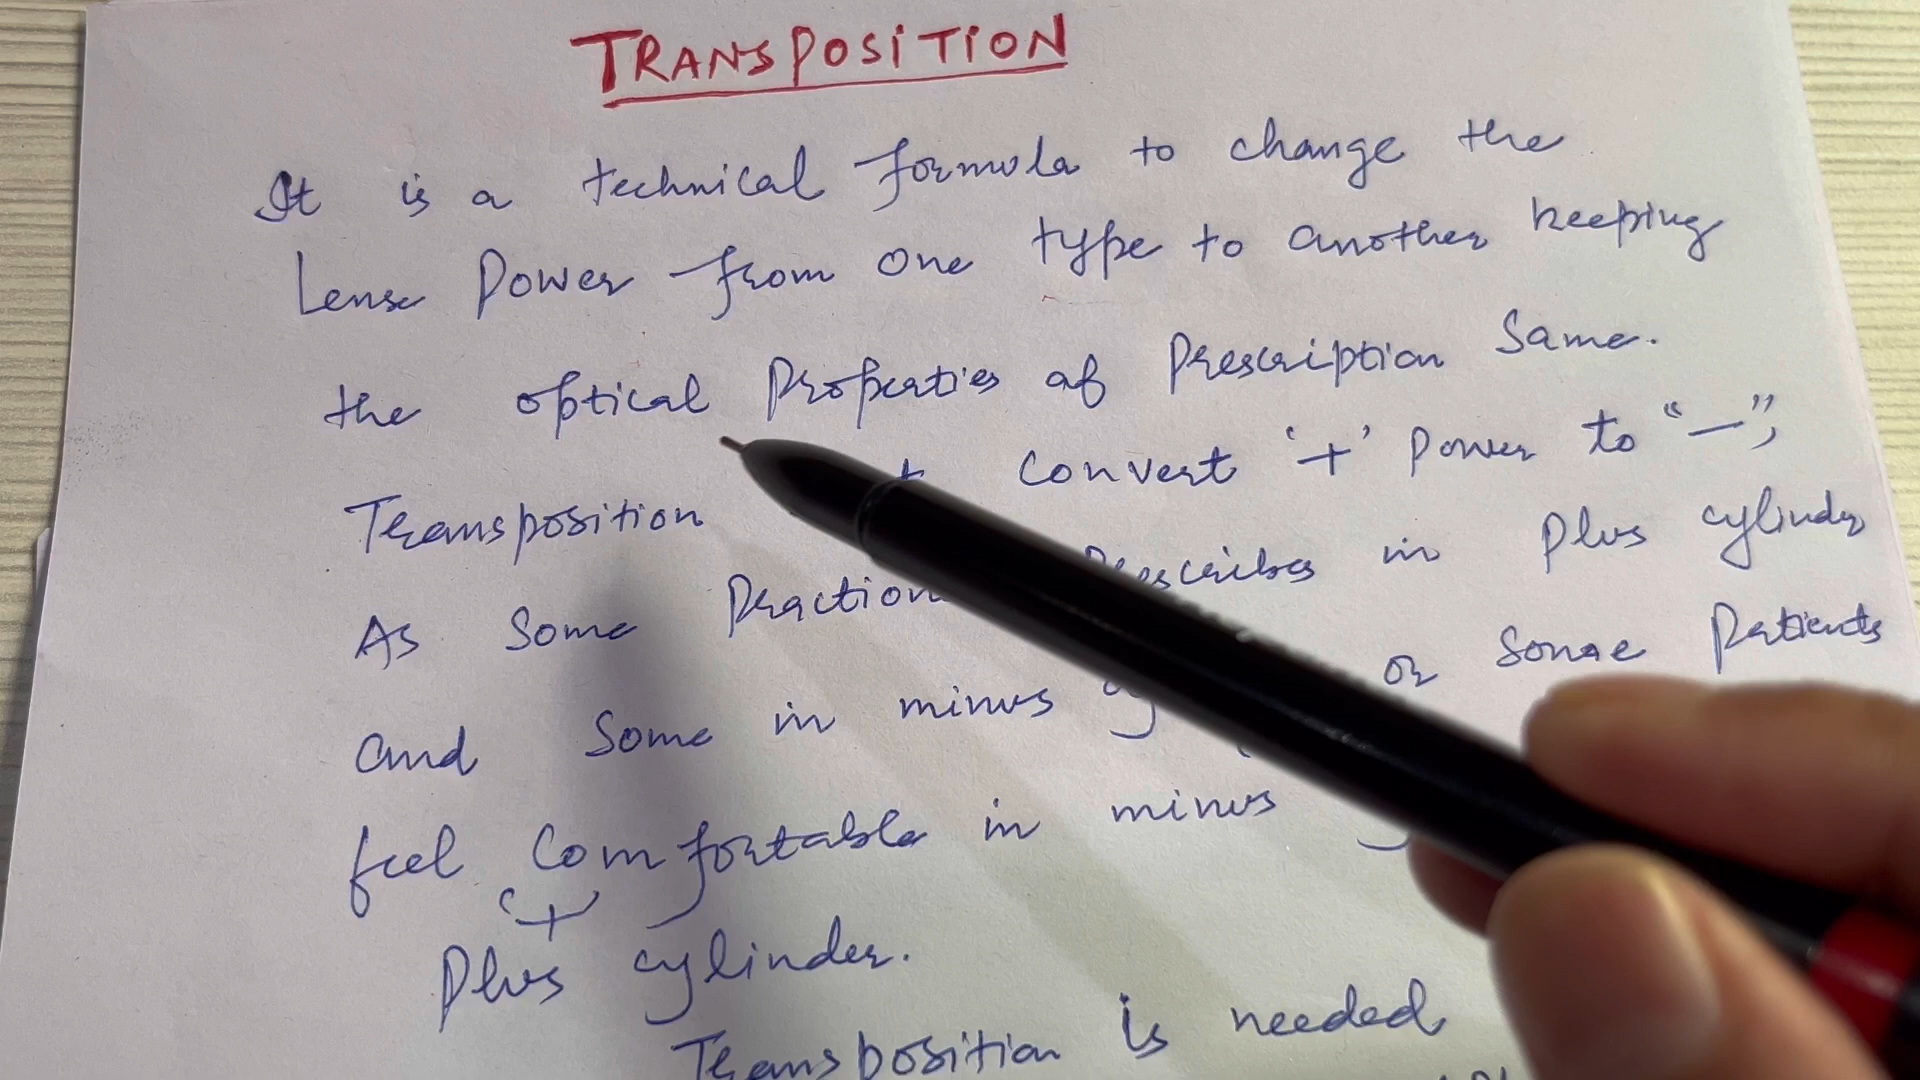 TRANSPOSITION
It is a technical formula to change the
Lense Power from one type to another keeping
the optical Properties of Prescription Same.
Transposition convert '+' Power to "—",
As Some in Plus cylinder
and Some in minus or some Patients
feel Comfortable in minus
'+'
Plus cylinder.
Transposition is needed